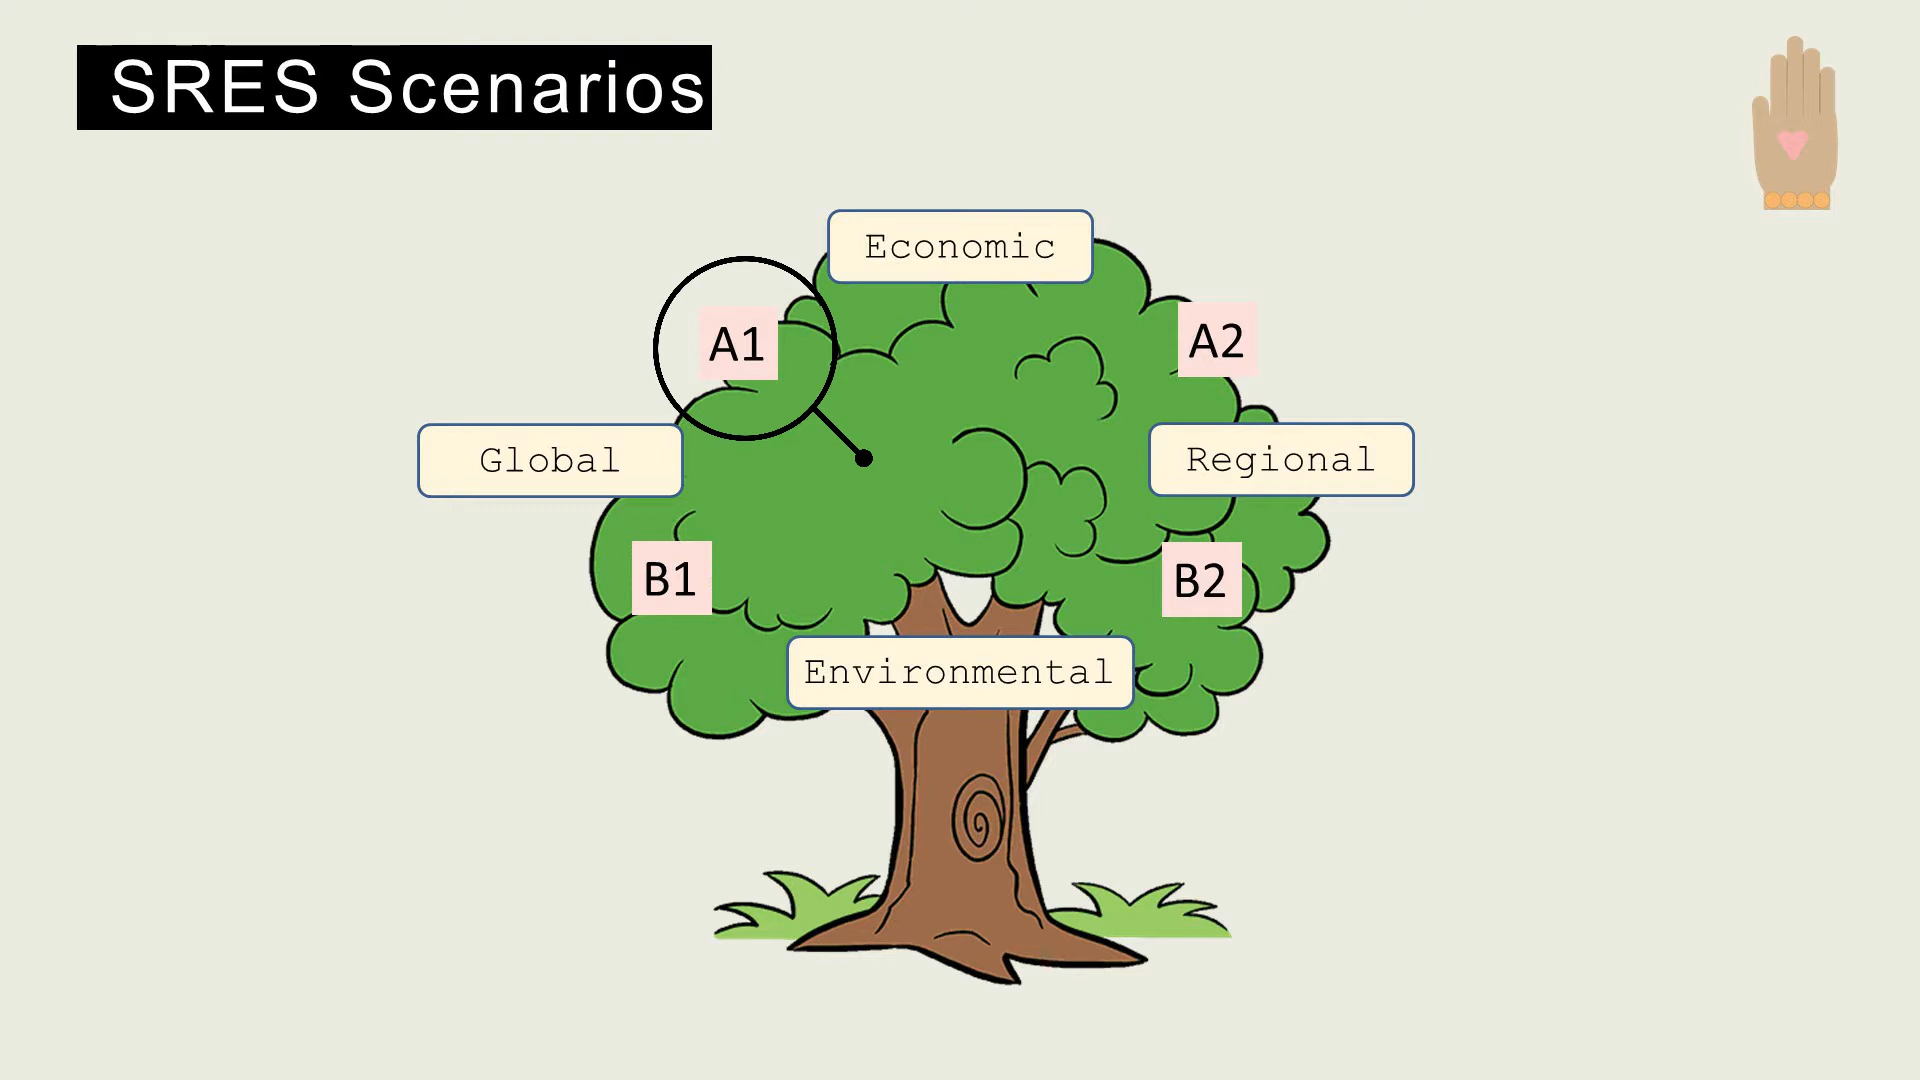 SRES Scenarios
Economic
A1
A2
Global
Regional
B1
B2
Environmental